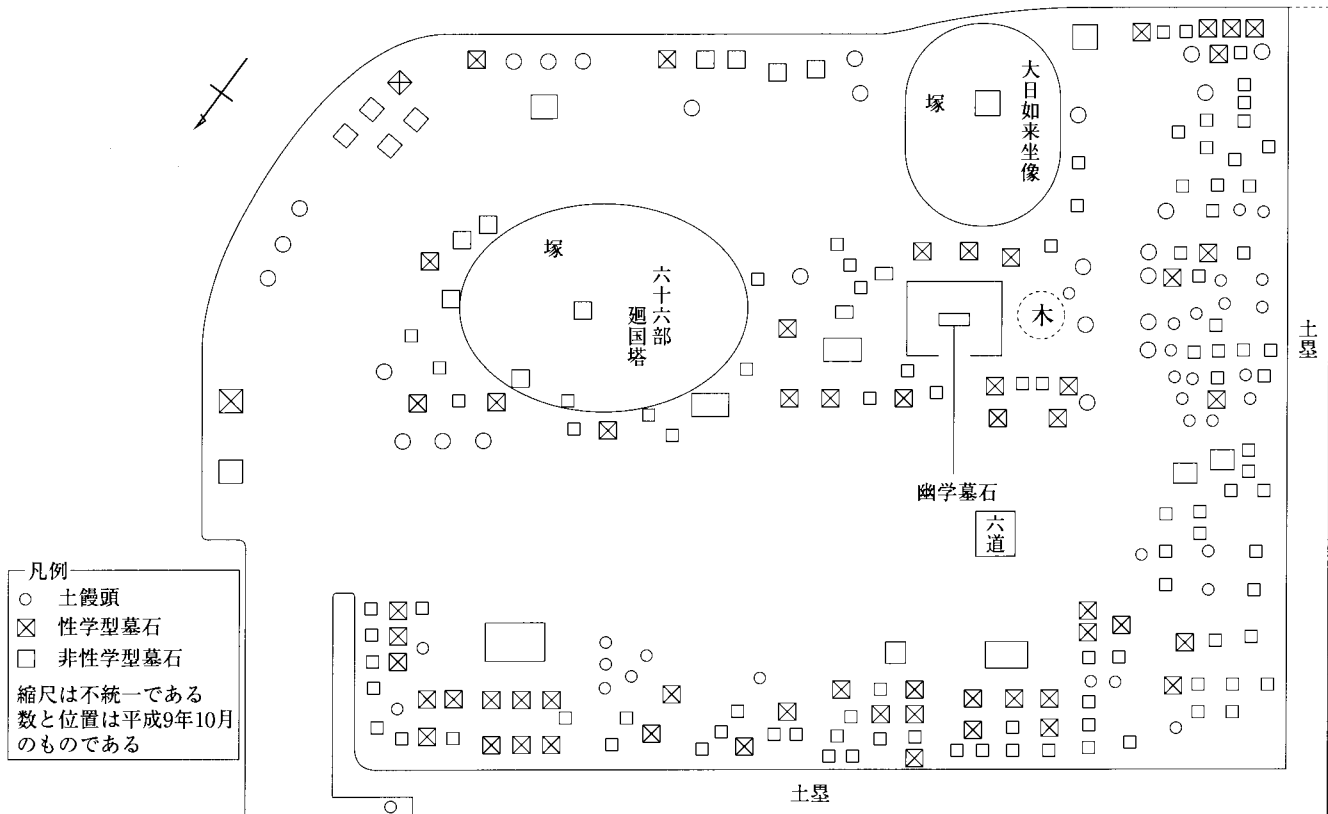 塚
大日如来坐像
塚
六十六部
廻国塔
木
土塁
幽学墓石
六道
凡例
土饅頭
性学型墓石
非性学型墓石
縮尺は不統一である
数と位置は平成9年10月
のものである
土塁